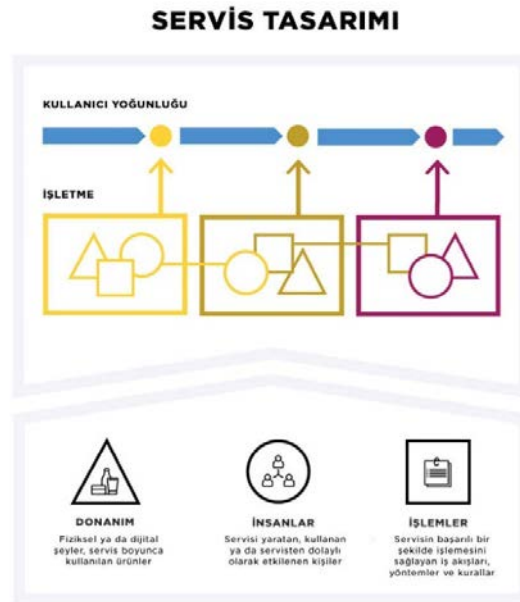 SERVİS TASARIMI
KULLANICI YOĞUNLUĞU
İŞLETME
DONANIM
Fiziksel ya da dijital
şeyler, servis boyunca
kullanılan ürünler
İNSANLAR
Servisi yaratan, kullanan
ya da servisten dolaylı
olarak etkilenen kişiler
İŞLEMLER
Servisin başarılı bir
şekilde işlemesini
sağlayan iş akışları,
yöntemler ve kurallar